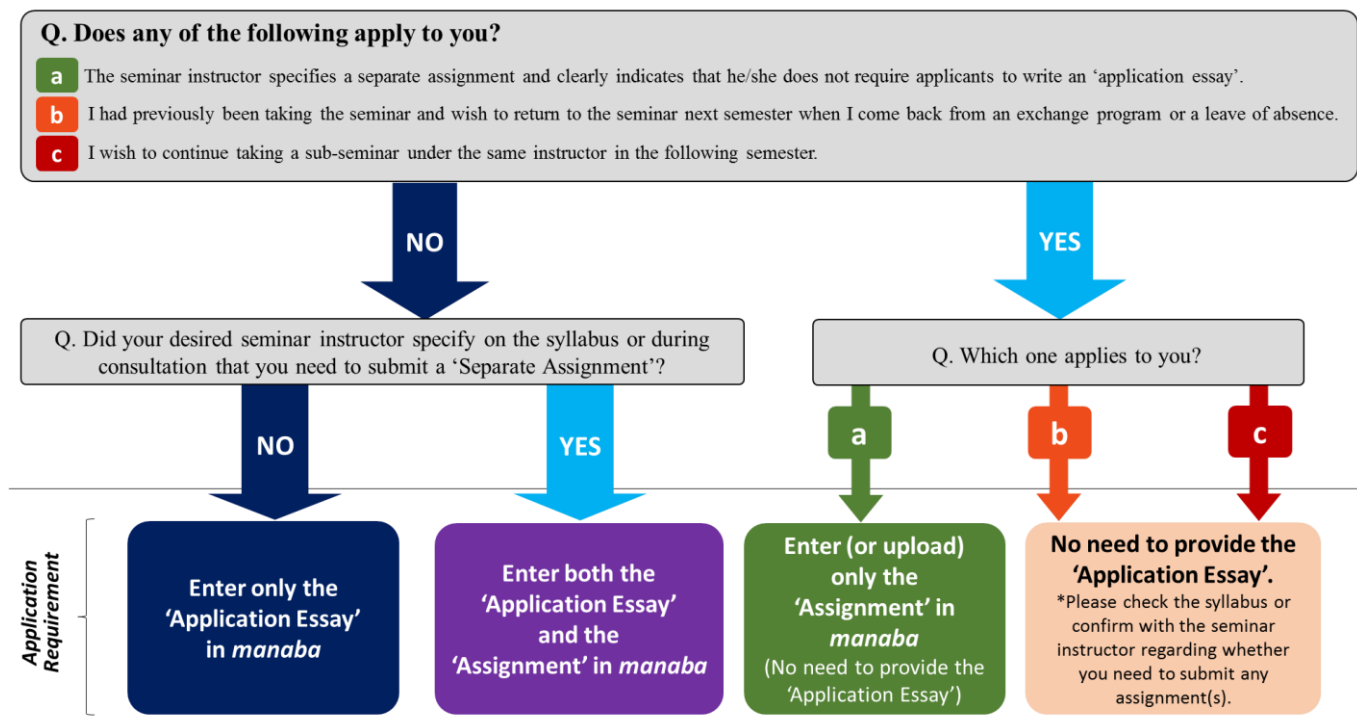 Q. Does any of the following apply to you?
a The seminar instructor specifies a separate assignment and clearly indicates that he/she does not require applicants to write an ‘application essay’.
b I had previously been taking the seminar and wish to return to the seminar next semester when I come back from an exchange program or a leave of absence.
c I wish to continue taking a sub-seminar under the same instructor in the following semester.
NO
YES
Q. Did your desired seminar instructor specify on the syllabus or during
consultation that you need to submit a ‘Separate Assignment’?
Q. Which one applies to you?
NO
YES
a
b
c
Application
Requirement
Enter only the
‘Application Essay’
in manaba
Enter both the
‘Application Essay’
and the
‘Assignment’ in manaba
Enter (or upload)
only the
‘Assignment’ in
manaba
(No need to provide the
‘Application Essay’)
No need to provide the
‘Application Essay’.
*Please check the syllabus or
confirm with the seminar
instructor regarding whether
you need to submit any
assignment(s).